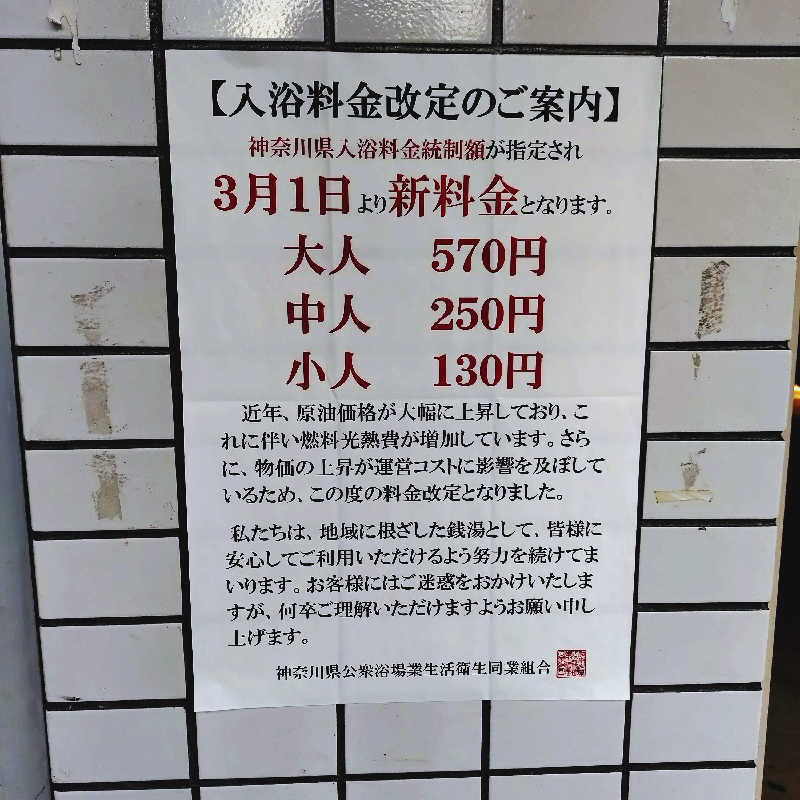 【入浴料金改定のご案内】
神奈川県入浴料金統制額が指定され
3月1日より新料金となります。
大人 570円
中人 250円
小人 130円
近年、原油価格が大幅に上昇しており、こ
れに伴い燃料光熱費が増加しています。さら
に、物価の上昇が運営コストに影響を及ぼして
いるため、この度の料金改定となりました。
私たちは、地域に根ざした銭湯として、皆様に
安心してご利用いただけるよう努力を続けてま
いります。お客様にはご迷惑をおかけいたしま
すが、何卒ご理解いただけますようお願い申し
上げます。
神奈川県公衆浴場業生活衛生同業組合